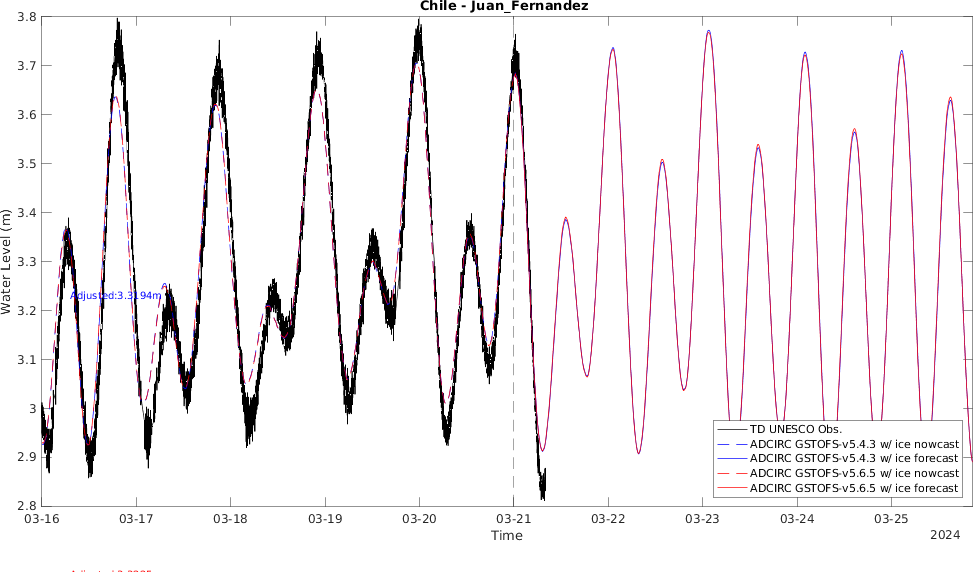 Chile - Juan_Fernandez
3.8
3.7
3.6
3.5
3.4
3.3
3.2
3.1
3
2.9
2.8
Water Level (m)
Adjusted:3.3194m
TD UNESCO Obs.
ADCIRC GSTOFS-v5.4.3 w/ ice nowcast
ADCIRC GSTOFS-v5.4.3 w/ ice forecast
ADCIRC GSTOFS-v5.6.5 w/ ice nowcast
ADCIRC GSTOFS-v5.6.5 w/ ice forecast
03-16 03-17 03-18 03-19 03-20 03-21 03-22 03-23 03-24 03-25
Time
2024